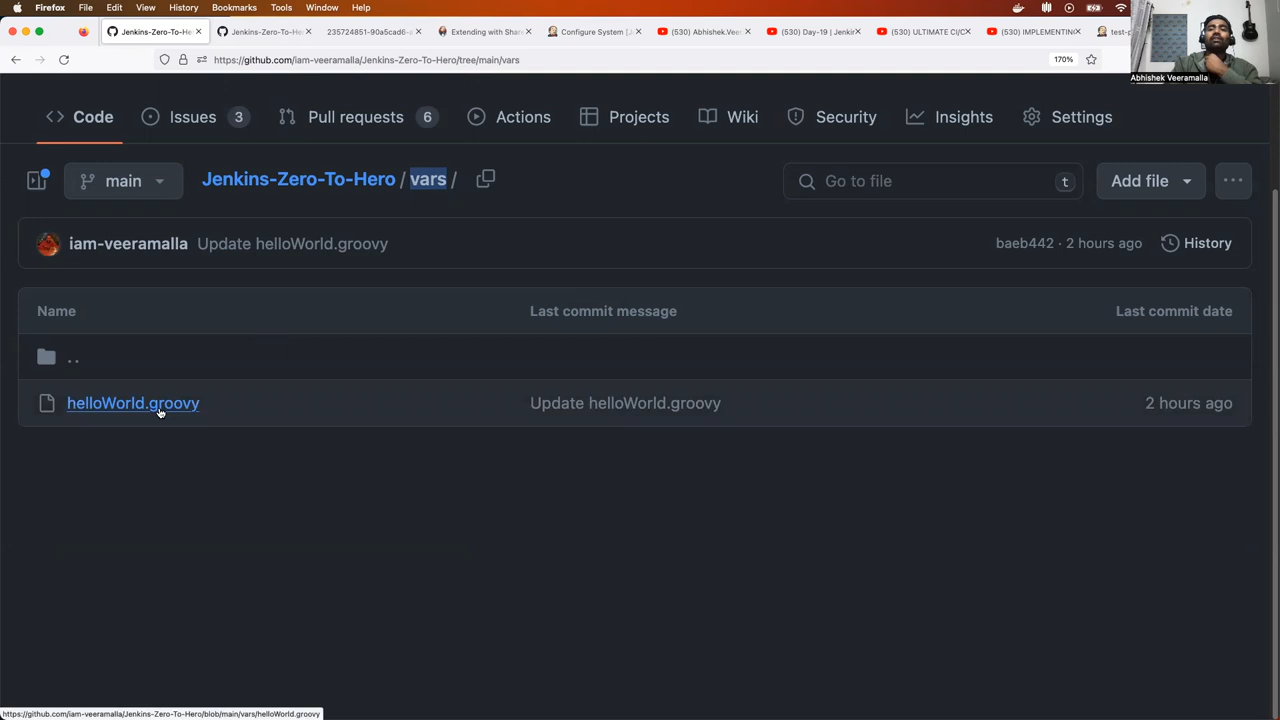 Firefox File Edit View History Bookmarks Tools Window Help
Jenkins-Zero-To-He
Jenkins-Zero-To-He
235724851-90a5cad6-
Extending with Shar
Configure System [J
(530) Abhishek.Vee
(530) Day-19 | Jenki
(530) ULTIMATE CI/C
(530) IMPLEMENTIN
test-p
https://github.com/iam-veeramalla/Jenkins-Zero-To-Hero/tree/main/vars
170%
Abhishek Veeramalla
Code
Issues 3
Pull requests 6
Actions
Projects
Wiki
Security
Insights
Settings
main
Jenkins-Zero-To-Hero / vars /
Go to file t
Add file
iam-veeramalla Update helloWorld.groovy
baeb442 · 2 hours ago
History
Name Last commit message Last commit date
..
helloWorld.groovy Update helloWorld.groovy 2 hours ago
https://github.com/iam-veeramalla/Jenkins-Zero-To-Hero/blob/main/vars/helloWorld.groovy